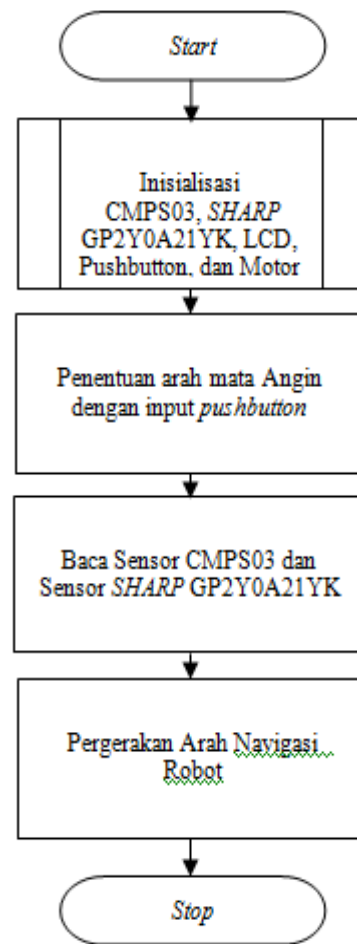 Start
Inisialisasi
CMPS03, SHARP
GP2Y0A21YK, LCD,
Pushbutton, dan Motor
Penentuan arah mata Angin
dengan input pushbutton
Baca Sensor CMPS03 dan
Sensor SHARP GP2Y0A21YK
Pergerakan Arah Navigasi
Robot
Stop